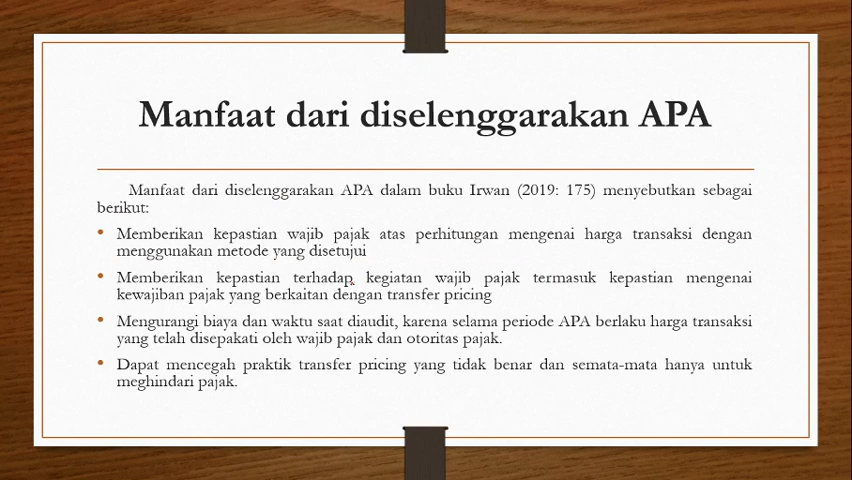 Manfaat dari diselenggarakan APA
Manfaat dari diselenggarakan APA dalam buku Irwan (2019: 175) menyebutkan sebagai
berikut:
• Memberikan kepastian wajib pajak atas perhitungan mengenai harga transaksi dengan
menggunakan metode yang disetujui
• Memberikan kepastian terhadap kegiatan wajib pajak termasuk kepastian mengenai
kewajiban pajak yang berkaitan dengan transfer pricing
• Mengurangi biaya dan waktu saat diaudit, karena selama periode APA berlaku harga transaksi
yang telah disepakati oleh wajib pajak dan otoritas pajak.
• Dapat mencegah praktik transfer pricing yang tidak benar dan semata-mata hanya untuk
meghindari pajak.